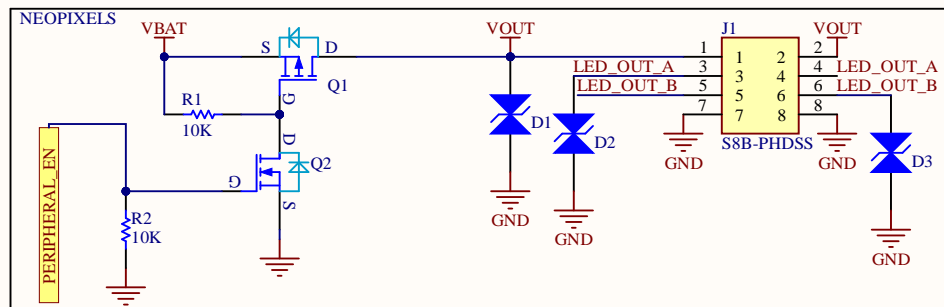 NEOPIXELS
VBAT
S
D
Q1
G
R1
10K
D
Q2
G
S
PERIPHERAL_EN
R2
10K
VOUT
D1
GND
LED_OUT_A
LED_OUT_B
D2
GND
J1
1 1 2 2
3 3 4 4
5 5 6 6
7 7 8 8
S8B-PHDSS
GND
GND
VOUT
LED_OUT_A
LED_OUT_B
D3
GND